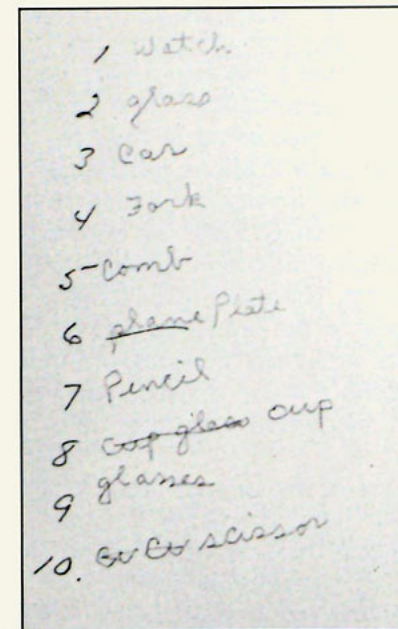 1 Watch
2 glass
3 Car
4 Fork
5 Comb
6 plane Plate
7 Pencil
8 cup glass cup
9 glasses
10. scissor